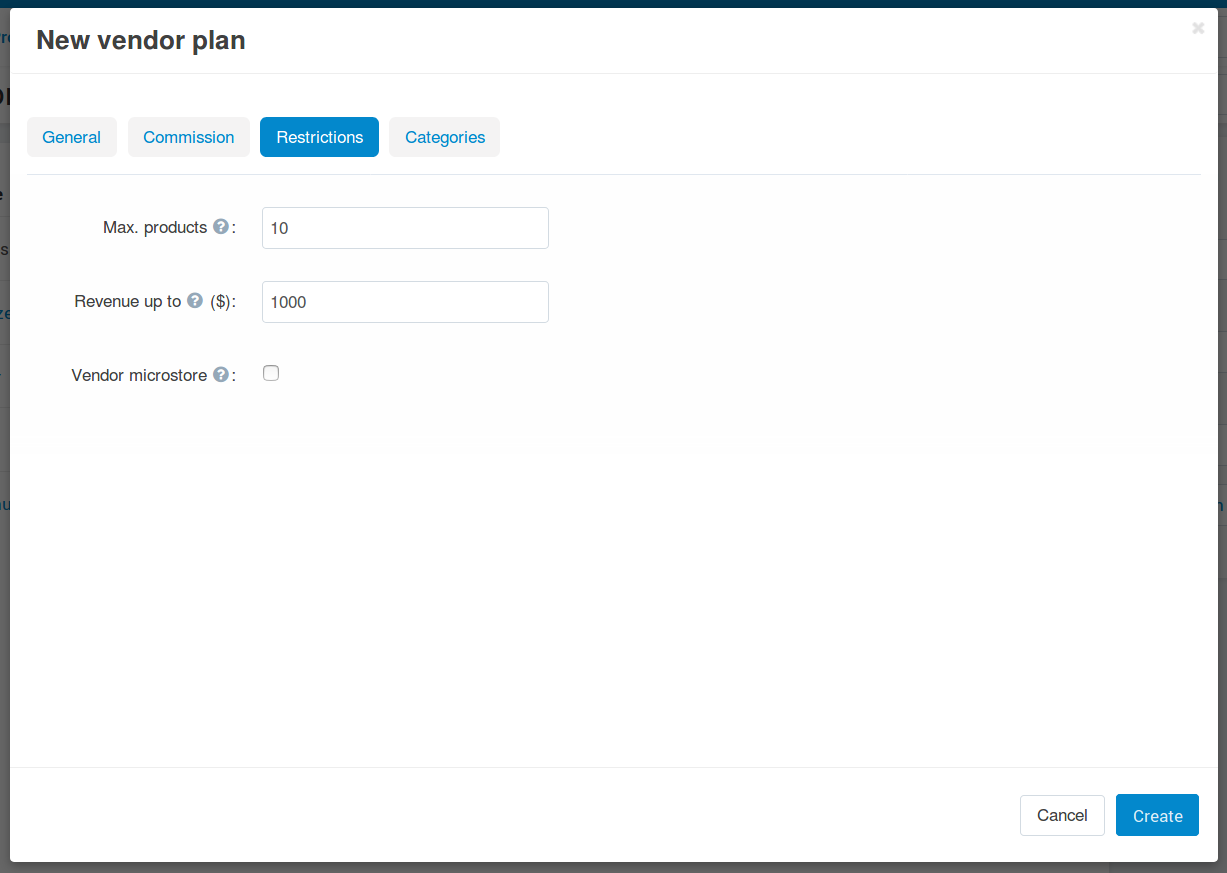 New vendor plan
General Commission Restrictions Categories
Max. products ? :
10
Revenue up to ? ($):
1000
Vendor microstore ? :
Cancel Create